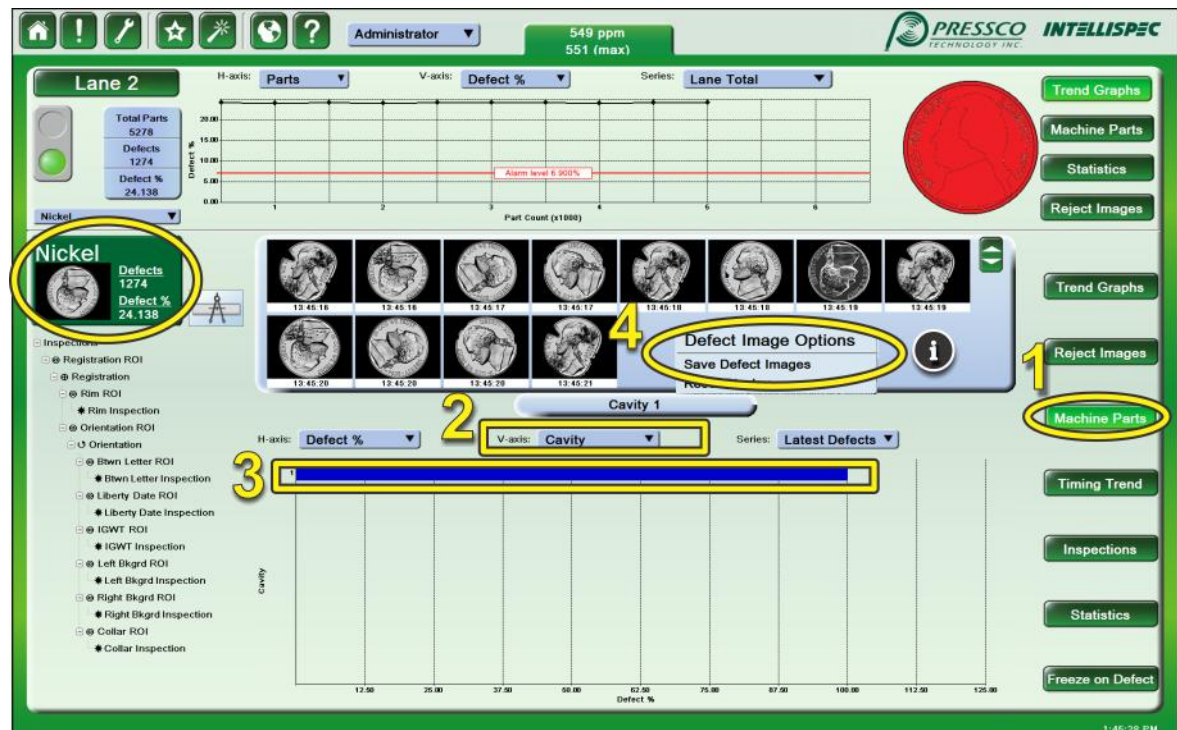 Administrator
549 ppm
551 (max)
PRESSCO
TECHNOLOGY INC.
INTELLISPEC
Lane 2
H-axis: Parts
V-axis: Defect %
Series: Lane Total
Trend Graphs
Machine Parts
Statistics
Reject Images
Total Parts
5278
Defects
1274
Defect %
24.138
Nickel
Defect %
20.00
15.00
10.00
5.00
0.00
Alarm level 6.900%
1 2 3 4 5 6
Part Count (x1000)
Nickel
Defects
1274
Defect %
24.138
13:45:16 13:45:16 13:45:17 13:45:17 13:45:18 13:45:18 13:45:19 13:45:19
13:45:20 13:45:20 13:45:20 13:45:21
4
Defect Image Options
Save Defect Images
Cavity 1
Inspections
Registration ROI
Registration
Rim ROI
Rim Inspection
Orientation ROI
Orientation
Btwn Letter ROI
Btwn Letter Inspection
Liberty Date ROI
Liberty Date Inspection
IGWT ROI
IGWT Inspection
Left Bkgrd ROI
Left Bkgrd Inspection
Right Bkgrd ROI
Right Bkgrd Inspection
Collar ROI
Collar Inspection
2
H-axis: Defect %
V-axis: Cavity
Series: Latest Defects
3
1
Cavity
12.50 25.00 37.50 50.00 62.50 75.00 87.50 100.00 112.50 125.00
Defect %
Trend Graphs
Reject Images
1
Machine Parts
Timing Trend
Inspections
Statistics
Freeze on Defect